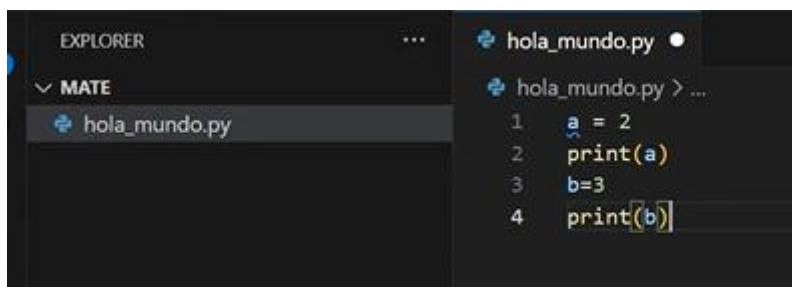 EXPLORER ...
MATE
hola_mundo.py
hola_mundo.py
hola_mundo.py > ...
1 a = 2
2 print(a)
3 b=3
4 print(b)